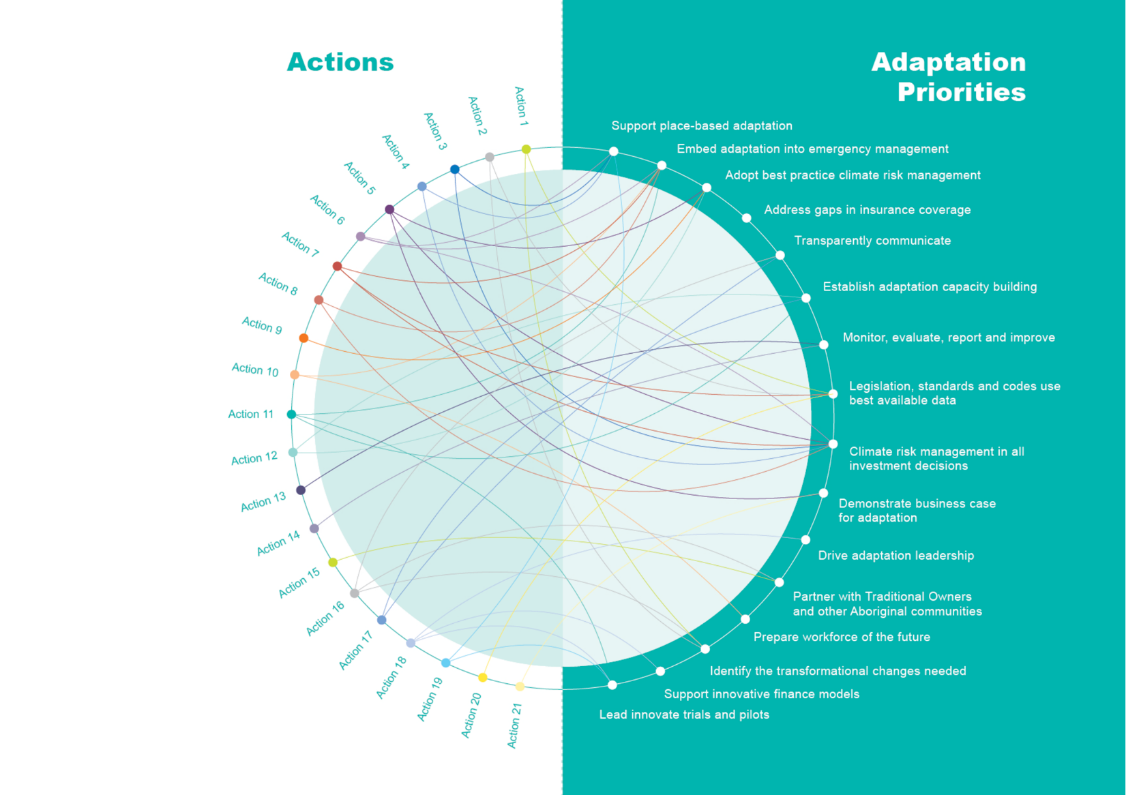 Actions
Adaptation
Priorities
Action 1
Action 2
Action 3
Action 4
Action 5
Action 6
Action 7
Action 8
Action 9
Action 10
Action 11
Action 12
Action 13
Action 14
Action 15
Action 16
Action 17
Action 18
Action 19
Action 20
Action 21
Support place-based adaptation
Embed adaptation into emergency management
Adopt best practice climate risk management
Address gaps in insurance coverage
Transparently communicate
Establish adaptation capacity building
Monitor, evaluate, report and improve
Legislation, standards and codes use
best available data
Climate risk management in all
investment decisions
Demonstrate business case
for adaptation
Drive adaptation leadership
Partner with Traditional Owners
and other Aboriginal communities
Prepare workforce of the future
Identify the transformational changes needed
Support innovative finance models
Lead innovate trials and pilots